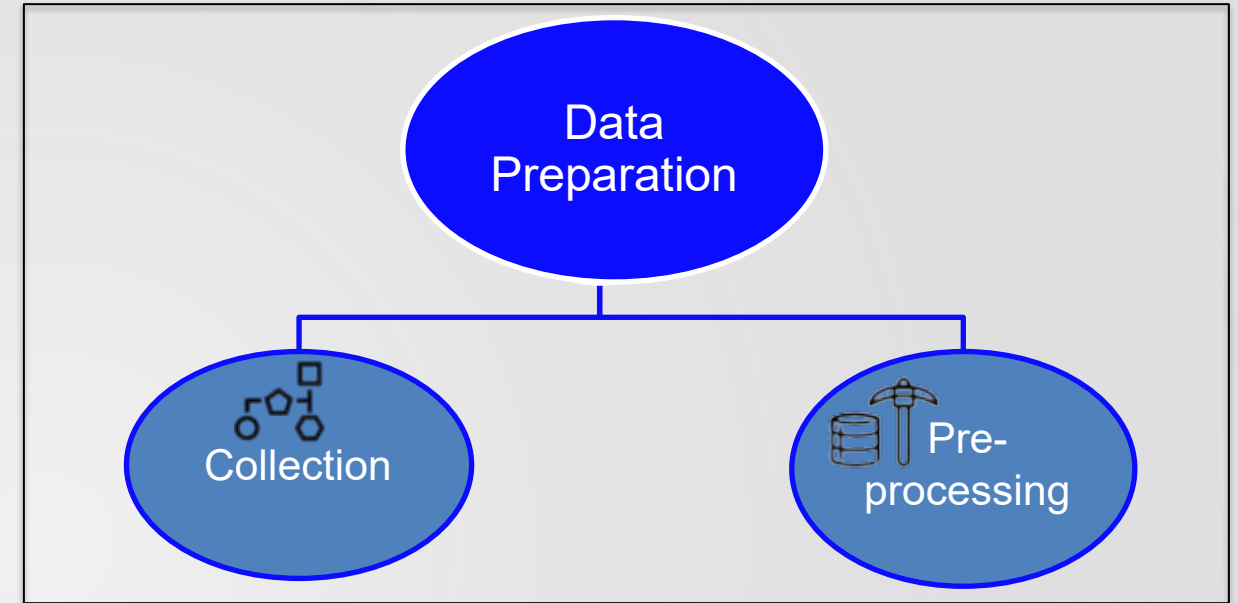 Data
Preparation
Collection
Pre-
processing